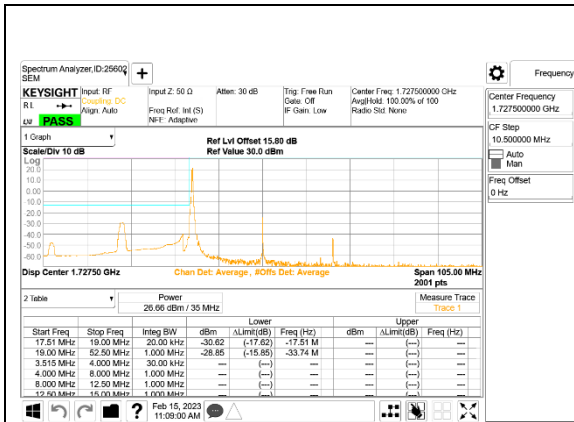 Spectrum Analyzer,ID:25602
SEM
+
Frequency
KEYSIGHT
Input: RF
Input Z: 50 Ω
Atten: 30 dB
Trig: Free Run
Center Freq: 1.727500000 GHz
Coupling: DC
Gate: Off
Avg|Hold: 100.00% of 100
R L
Align: Auto
Freq Ref: Int (S)
IF Gain: Low
Radio Std: None
NFE: Adaptive
PASS
Center Frequency
1.727500000 GHz
CF Step
10.500000 MHz
Auto
Man
Freq Offset
0 Hz
1 Graph
Ref Lvl Offset 15.80 dB
Scale/Div 10 dB
Ref Value 30.0 dBm
Log
20.0
10.0
0.00
-10.0
-20.0
-30.0
-40.0
-50.0
-60.0
Disp Center 1.72750 GHz
Chan Det: Average , #Offs Det: Average
Span 105.00 MHz
2001 pts
2 Table
Power
Measure Trace
26.66 dBm / 35 MHz
Trace 1
Lower
Upper
Start Freq Stop Freq Integ BW dBm ΔLimit(dB) Freq (Hz) dBm ΔLimit(dB) Freq (Hz)
17.51 MHz 19.00 MHz 20.00 kHz -30.62 (-17.62) -17.51 M --- (---) ---
19.00 MHz 52.50 MHz 1.000 MHz -28.85 (-15.85) -33.74 M --- (---) ---
3.515 MHz 4.000 MHz 30.00 kHz --- (---) --- --- (---) ---
4.000 MHz 8.000 MHz 1.000 MHz --- (---) --- --- (---) ---
8.000 MHz 12.50 MHz 1.000 MHz --- (---) --- --- (---) ---
12.50 MHz 15.00 MHz 1.000 MHz --- (---) --- --- (---) ---
?
Feb 15, 2023
11:09:00 AM